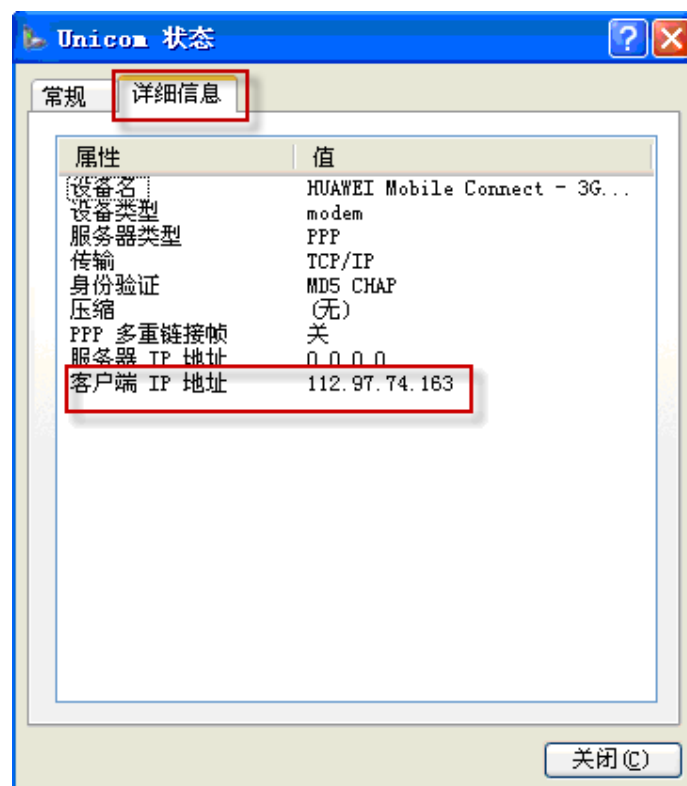 Unicom 状态
常规 详细信息
属性 值
设备名 HUAWEI Mobile Connect - 3G...
设备类型 modem
服务器类型 PPP
传输 TCP/IP
身份验证 MD5 CHAP
压缩 (无)
PPP 多重链接帧 关
服务器 IP 地址 0.0.0.0
客户端 IP 地址 112.97.74.163
关闭(C)